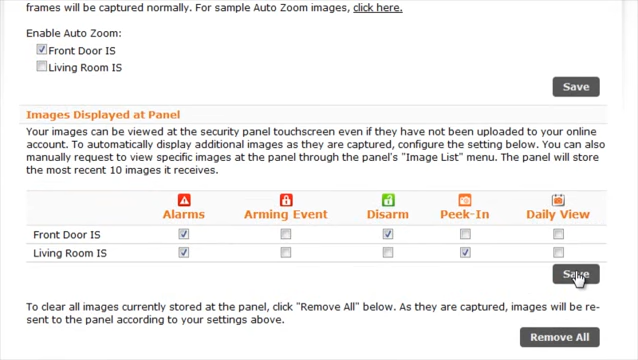 frames will be captured normally. For sample Auto Zoom images, click here.
Enable Auto Zoom:
Front Door IS
Living Room IS
Save
Images Displayed at Panel
Your images can be viewed at the security panel touchscreen even if they have not been uploaded to your online
account. To automatically display additional images as they are captured, configure the setting below. You can also
manually request to view specific images at the panel through the panel's "Image List" menu. The panel will store
the most recent 10 images it receives.
Alarms Arming Event Disarm Peek-In Daily View
Front Door IS
Living Room IS
Save
To clear all images currently stored at the panel, click "Remove All" below. As they are captured, images will be re-
sent to the panel according to your settings above.
Remove All